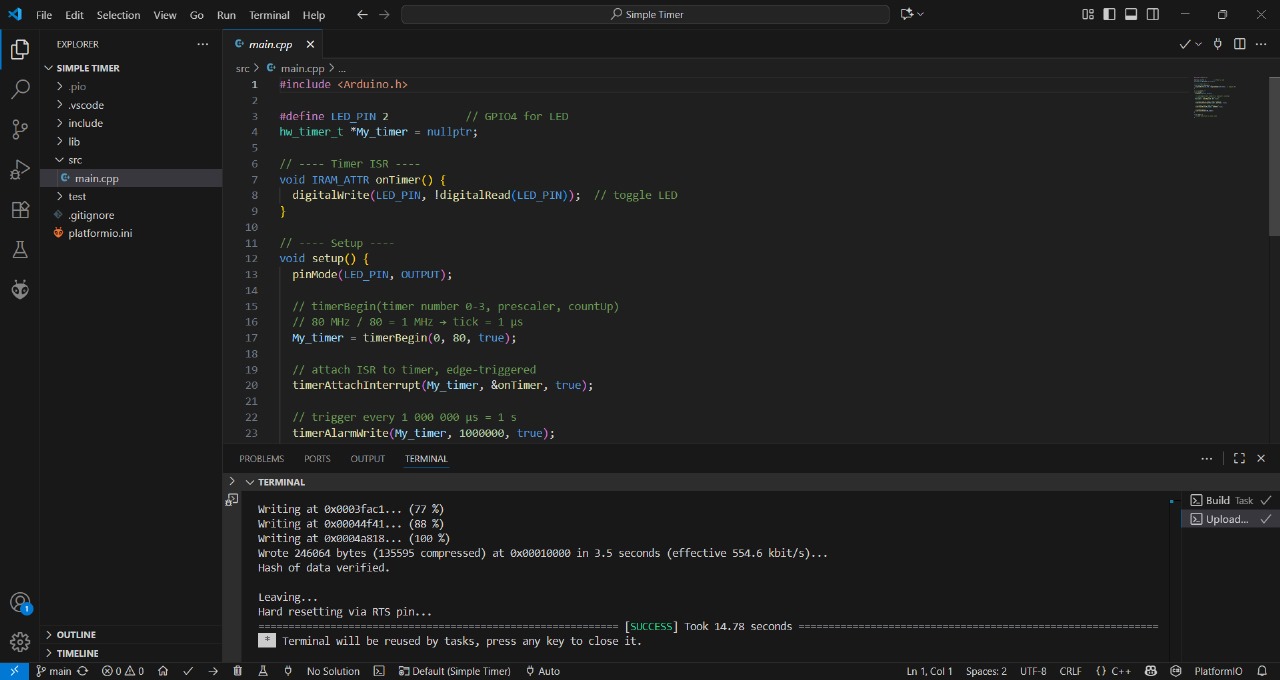 File Edit Selection View Go Run Terminal Help
Simple Timer
EXPLORER
SIMPLE TIMER
.pio
.vscode
include
lib
src
main.cpp
test
.gitignore
platformio.ini
OUTLINE
TIMELINE
main.cpp
src > main.cpp > ...
1 #include <Arduino.h>
2
3 #define LED_PIN 2 // GPIO4 for LED
4 hw_timer_t *My_timer = nullptr;
5
6 // ---- Timer ISR ----
7 void IRAM_ATTR onTimer() {
8 digitalWrite(LED_PIN, !digitalRead(LED_PIN)); // toggle LED
9 }
10
11 // ---- Setup ----
12 void setup() {
13 pinMode(LED_PIN, OUTPUT);
14
15 // timerBegin(timer number 0-3, prescaler, countUp)
16 // 80 MHz / 80 = 1 MHz → tick = 1 µs
17 My_timer = timerBegin(0, 80, true);
18
19 // attach ISR to timer, edge-triggered
20 timerAttachInterrupt(My_timer, &onTimer, true);
21
22 // trigger every 1 000 000 µs = 1 s
23 timerAlarmWrite(My_timer, 1000000, true);
PROBLEMS PORTS OUTPUT TERMINAL
TERMINAL
Writing at 0x0003fac1... (77 %)
Writing at 0x00044f41... (88 %)
Writing at 0x0004a818... (100 %)
Wrote 246064 bytes (135595 compressed) at 0x00010000 in 3.5 seconds (effective 554.6 kbit/s)...
Hash of data verified.
Leaving...
Hard resetting via RTS pin...
[SUCCESS] Took 14.78 seconds
* Terminal will be reused by tasks, press any key to close it.
Build Task
Upload...
1
main 0 0 No Solution Default (Simple Timer) Auto Ln 1, Col 1 Spaces: 2 UTF-8 CRLF {} C++ PlatformIO